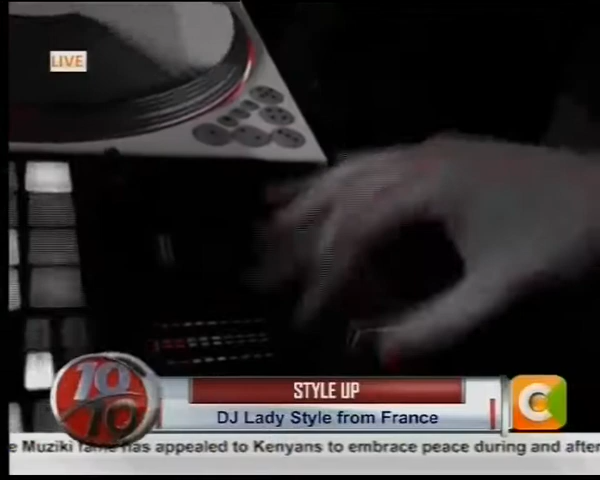 LIVE
10
10
STYLE UP
DJ Lady Style from France
C
e Muziki fame has appealed to Kenyans to embrace peace during and after